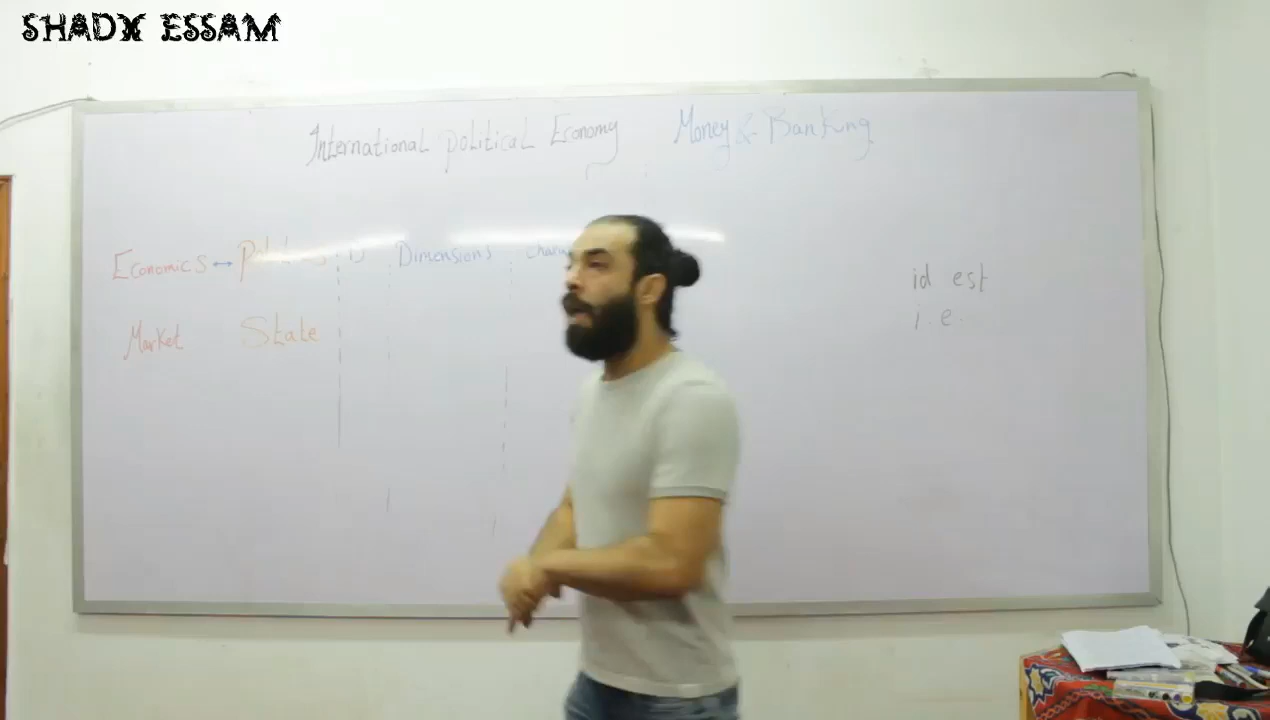 SHADY ESSAM
International political Economy Money & Banking
Economics ↔ Dimensions
Market State
id est
i.e.